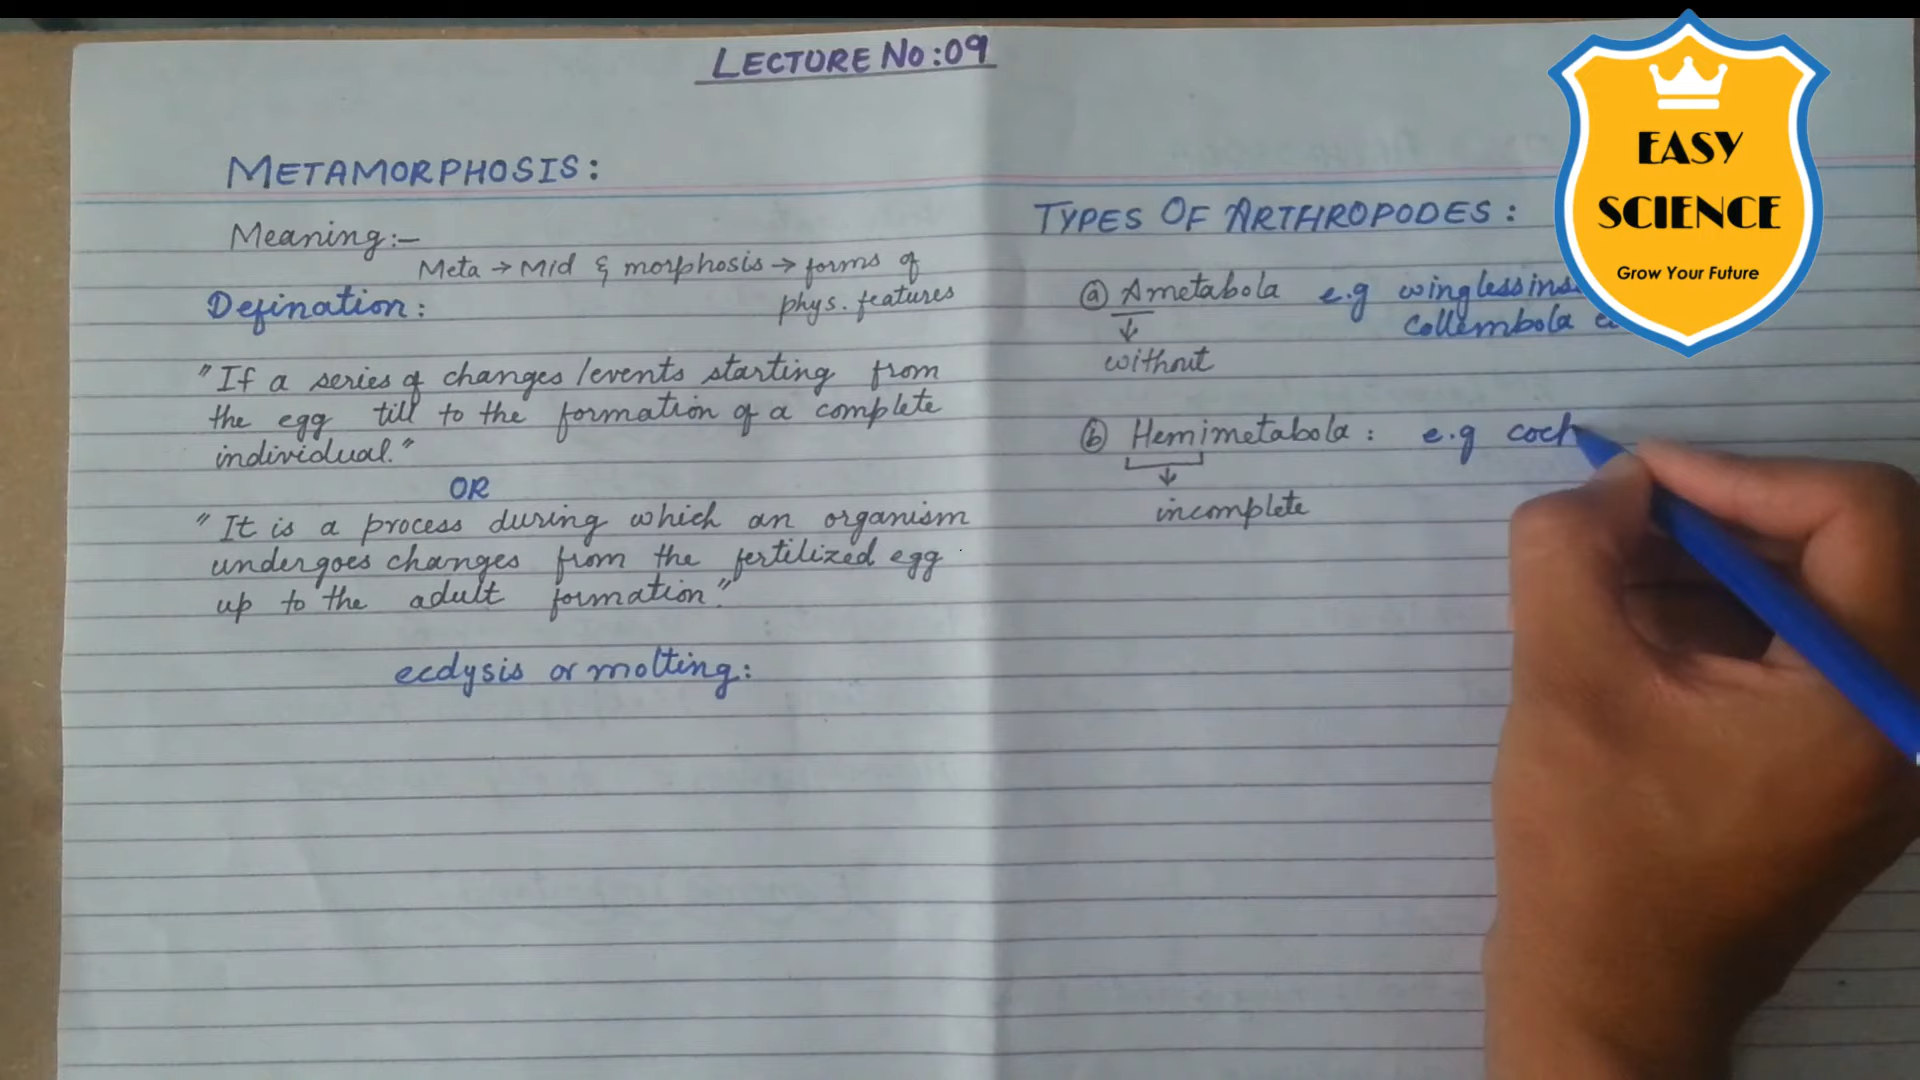 LECTURE No:09
METAMORPHOSIS:
Meaning:-
Meta → Mid & morphosis → forms of
phys. features
Defination:
"If a series of changes/events starting from
the egg till to the formation of a complete
individual."
OR
"It is a process during which an organism
undergoes changes from the fertilized egg
up to the adult formation."
ecdysis or molting:
TYPES OF ARTHROPODES:
(a) Ametabola e.g wingless
collembola
↓
without
(b) Hemimetabola: e.g coch
↓
incomplete
EASY
SCIENCE
Grow Your Future